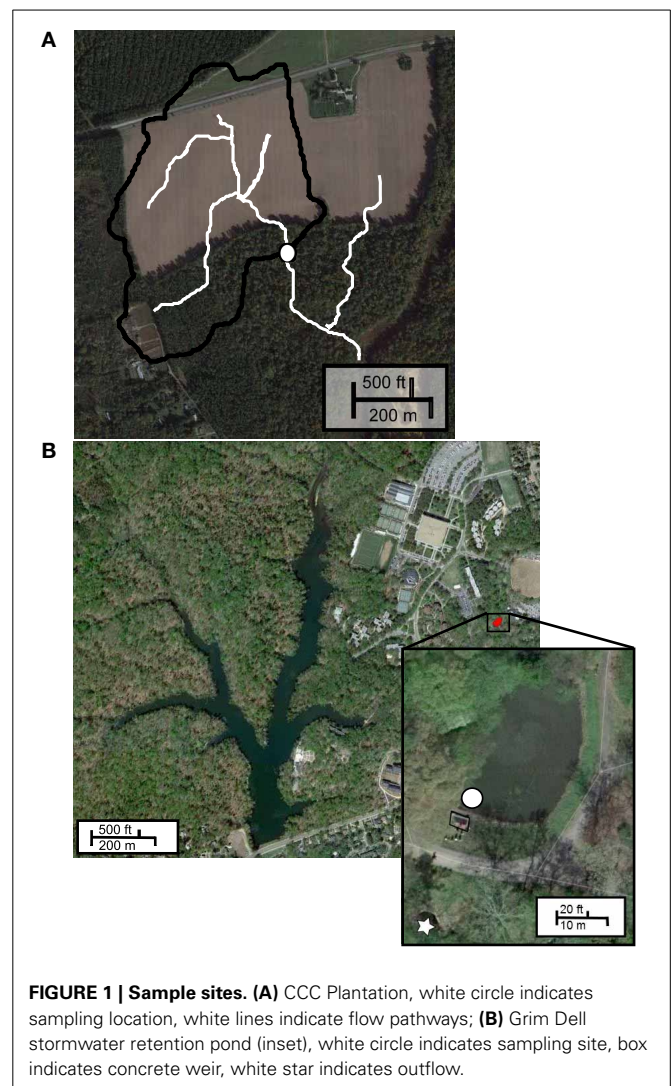 A
500 ft
200 m
B
500 ft
200 m
20 ft
10 m
FIGURE 1 | Sample sites. (A) CCC Plantation, white circle indicates
sampling location, white lines indicate flow pathways; (B) Grim Dell
stormwater retention pond (inset), white circle indicates sampling site, box
indicates concrete weir, white star indicates outflow.